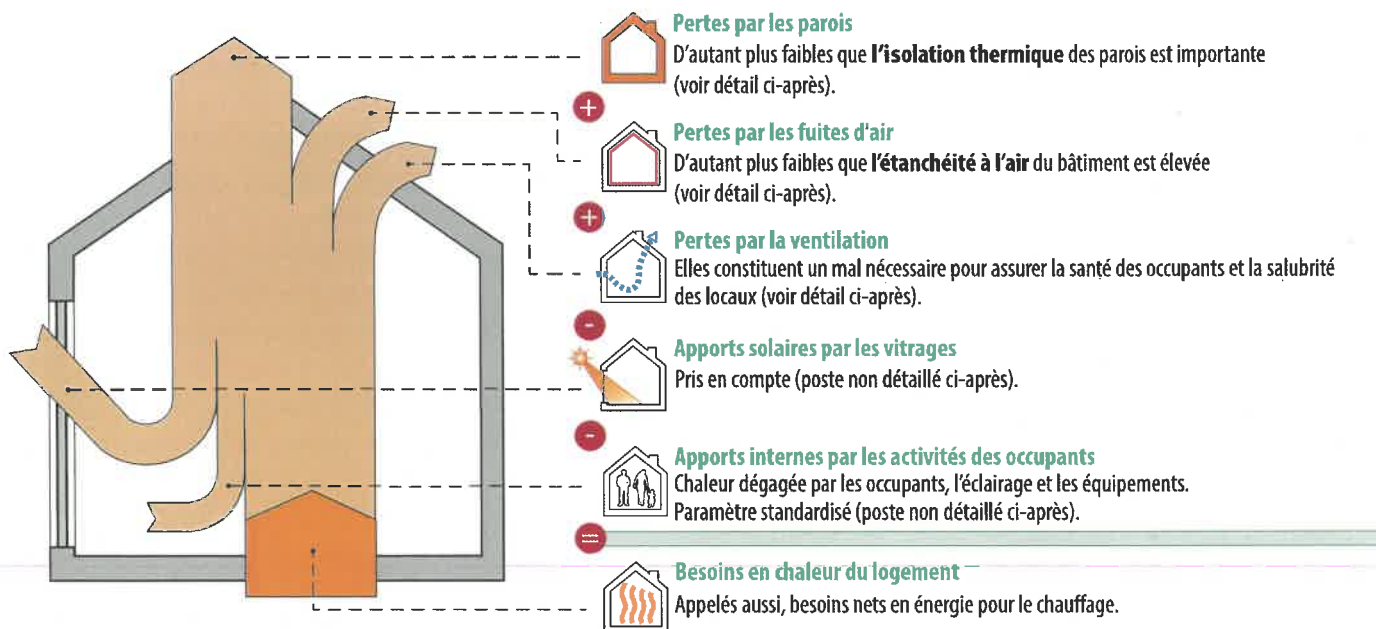 Pertes par les parois
D'autant plus faibles que l'isolation thermique des parois est importante
(voir détail ci-après).
+
Pertes par les fuites d'air
D'autant plus faibles que l'étanchéité à l'air du bâtiment est élevée
(voir détail ci-après).
+
Pertes par la ventilation
Elles constituent un mal nécessaire pour assurer la santé des occupants et la salubrité
des locaux (voir détail ci-après).
-
Apports solaires par les vitrages
Pris en compte (poste non détaillé ci-après).
-
Apports internes par les activités des occupants
Chaleur dégagée par les occupants, l'éclairage et les équipements.
Paramètre standardisé (poste non détaillé ci-après).
=
Besoins en chaleur du logement
Appelés aussi, besoins nets en énergie pour le chauffage.